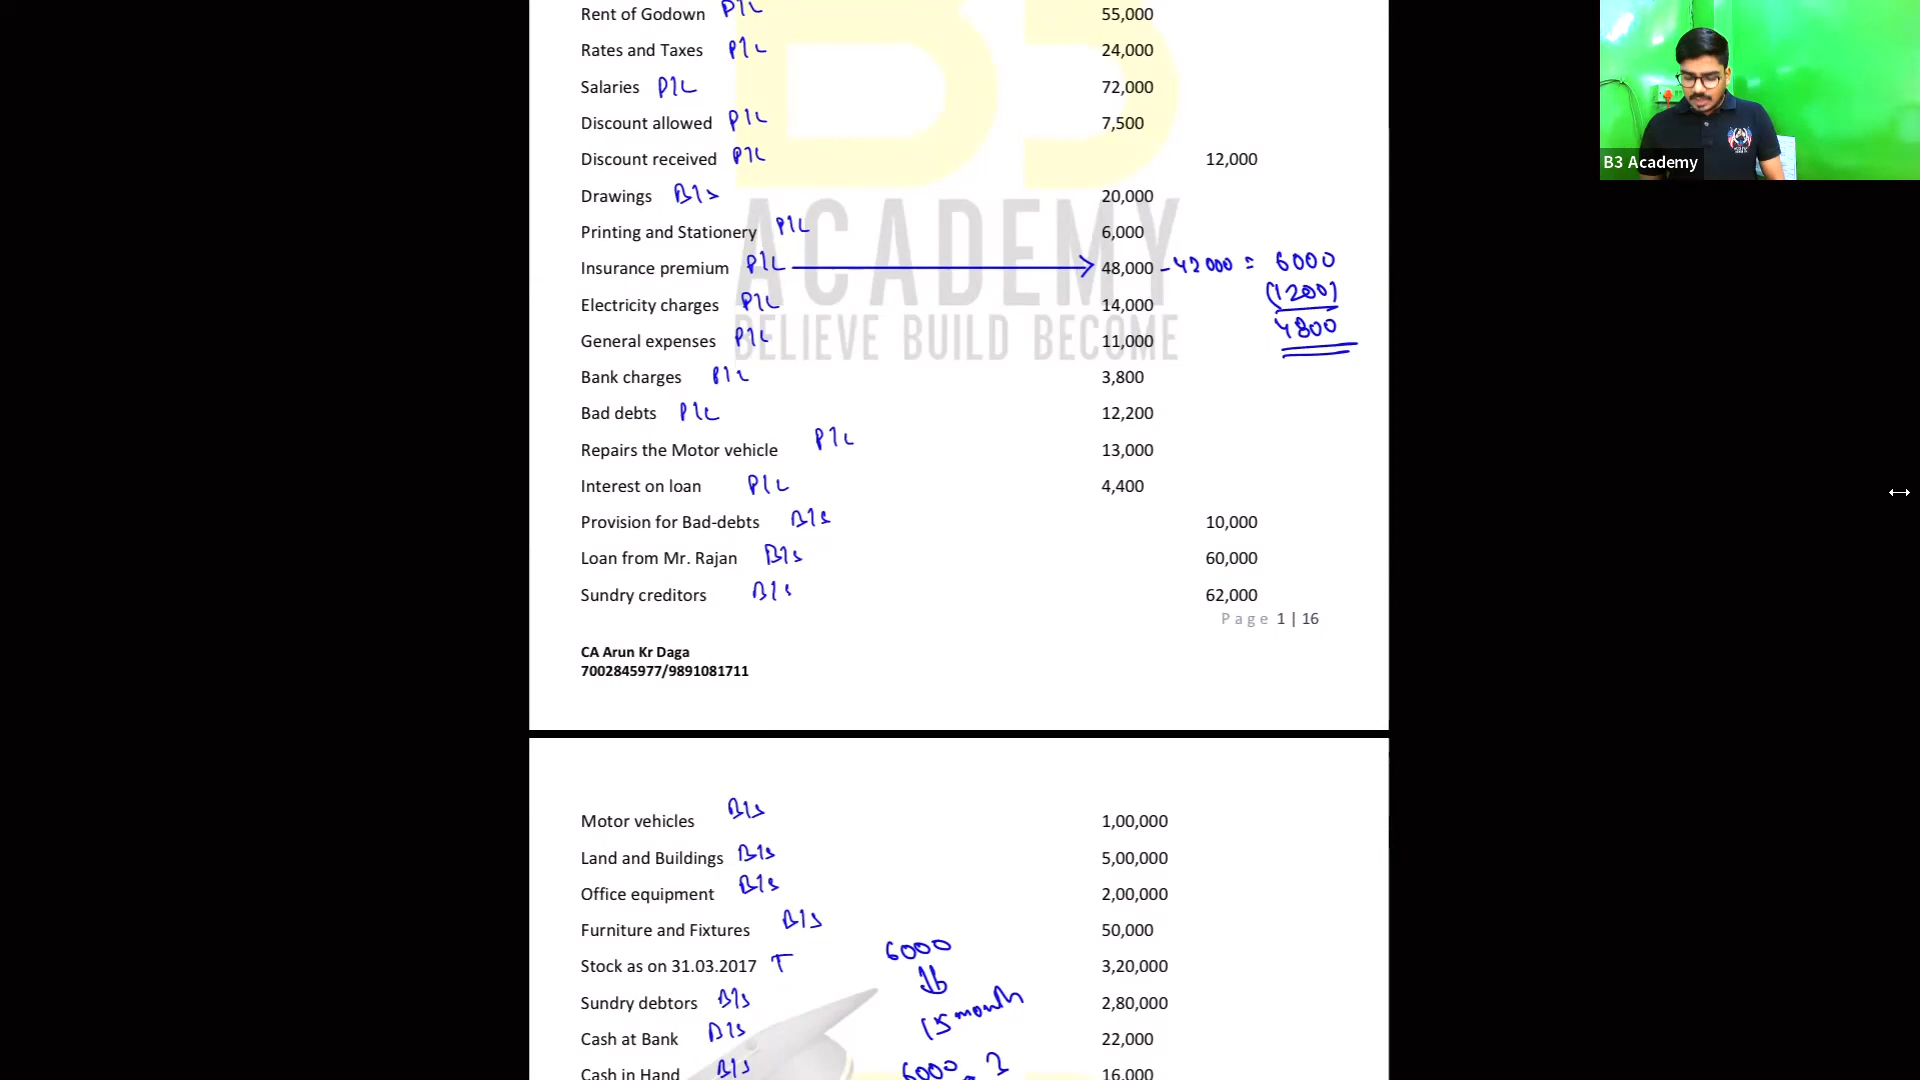 Rent of Godown P/L 55,000
Rates and Taxes P/L 24,000
Salaries P/L 72,000
Discount allowed P/L 7,500
Discount received P/L 12,000
Drawings B/s 20,000
Printing and Stationery P/L 6,000
Insurance premium P/L 48,000 - 42000 = 6000
(1200)
4800
Electricity charges P/L 14,000
General expenses P/L 11,000
Bank charges P/L 3,800
Bad debts P/L 12,200
Repairs the Motor vehicle P/L 13,000
Interest on loan P/L 4,400
Provision for Bad-debts B/s 10,000
Loan from Mr. Rajan B/s 60,000
Sundry creditors B/s 62,000
Page 1 | 16
CA Arun Kr Daga
7002845977/9891081711
Motor vehicles B/s 1,00,000
Land and Buildings B/s 5,00,000
Office equipment B/s 2,00,000
Furniture and Fixtures B/s 50,000
Stock as on 31.03.2017 T 3,20,000
Sundry debtors B/s 2,80,000
Cash at Bank B/s 22,000
Cash in Hand B/s 16,000
6000
15 month
6000
B3
ACADEMY
BELIEVE BUILD BECOME
B3 Academy